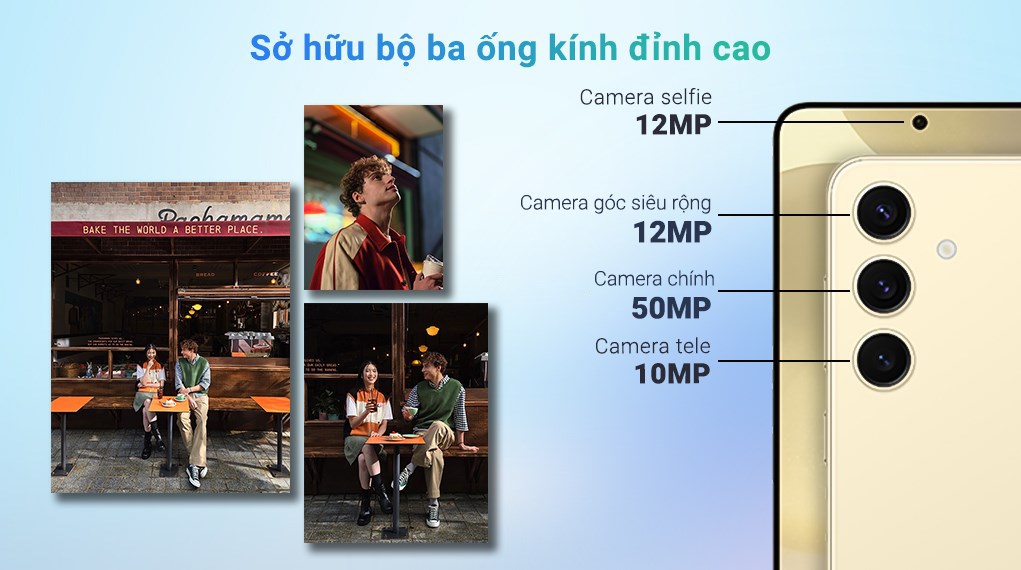 Sở hữu bộ ba ống kính đỉnh cao
Camera selfie
12MP
Camera góc siêu rộng
12MP
Camera chính
50MP
Camera tele
10MP
BAKE THE WORLD A BETTER PLACE.
BREAD